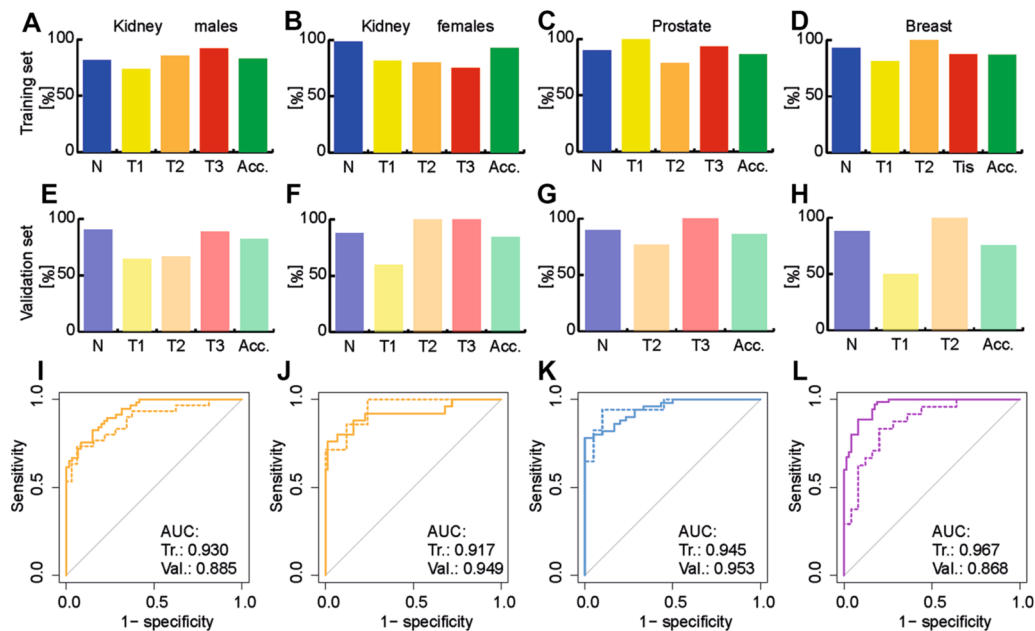 A Kidney males B Kidney females C Prostate D Breast
Training set
[%]
100 100 100 100
50 50 50 50
0 0 0 0
N T1 T2 T3 Acc. N T1 T2 T3 Acc. N T1 T2 T3 Acc. N T1 T2 Tis Acc.
E F G H
Validation set
[%] [%] [%] [%]
100 100 100 100
50 50 50 50
0 0 0 0
N T1 T2 T3 Acc. N T1 T2 T3 Acc. N T2 T3 Acc. N T1 T2 Acc.
I J K L
Sensitivity Sensitivity Sensitivity Sensitivity
1.0 1.0 1.0 1.0
0.5 0.5 0.5 0.5
0.0 0.0 0.0 0.0
AUC: AUC: AUC: AUC:
Tr.: 0.930 Tr.: 0.917 Tr.: 0.945 Tr.: 0.967
Val.: 0.885 Val.: 0.949 Val.: 0.953 Val.: 0.868
0.0 0.5 1.0 0.0 0.5 1.0 0.0 0.5 1.0 0.0 0.5 1.0
1− specificity 1− specificity 1− specificity 1− specificity